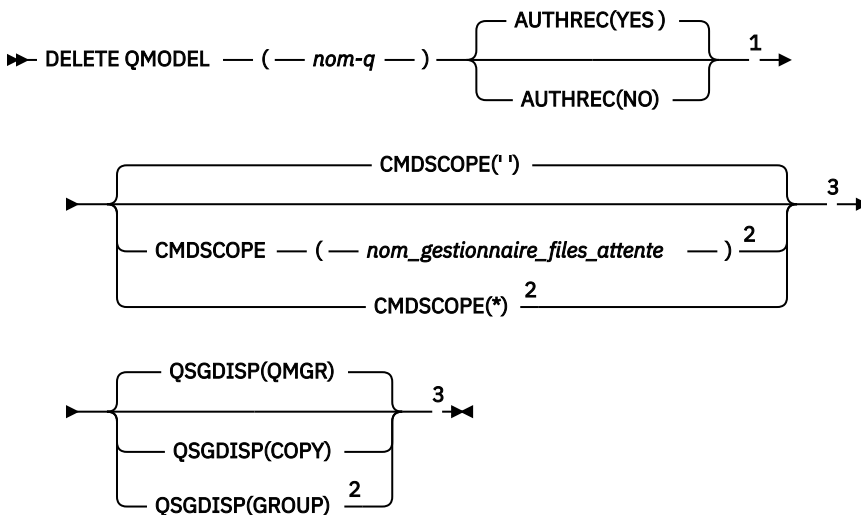 AUTHREC(YES )
DELETE QMODEL ( nom-q ) 1
AUTHREC(NO)
CMDSCOPE(' ')
3
CMDSCOPE ( nom_gestionnaire_files_attente ) 2
CMDSCOPE(*) 2
QSGDISP(QMGR)
3
QSGDISP(COPY)
QSGDISP(GROUP) 2